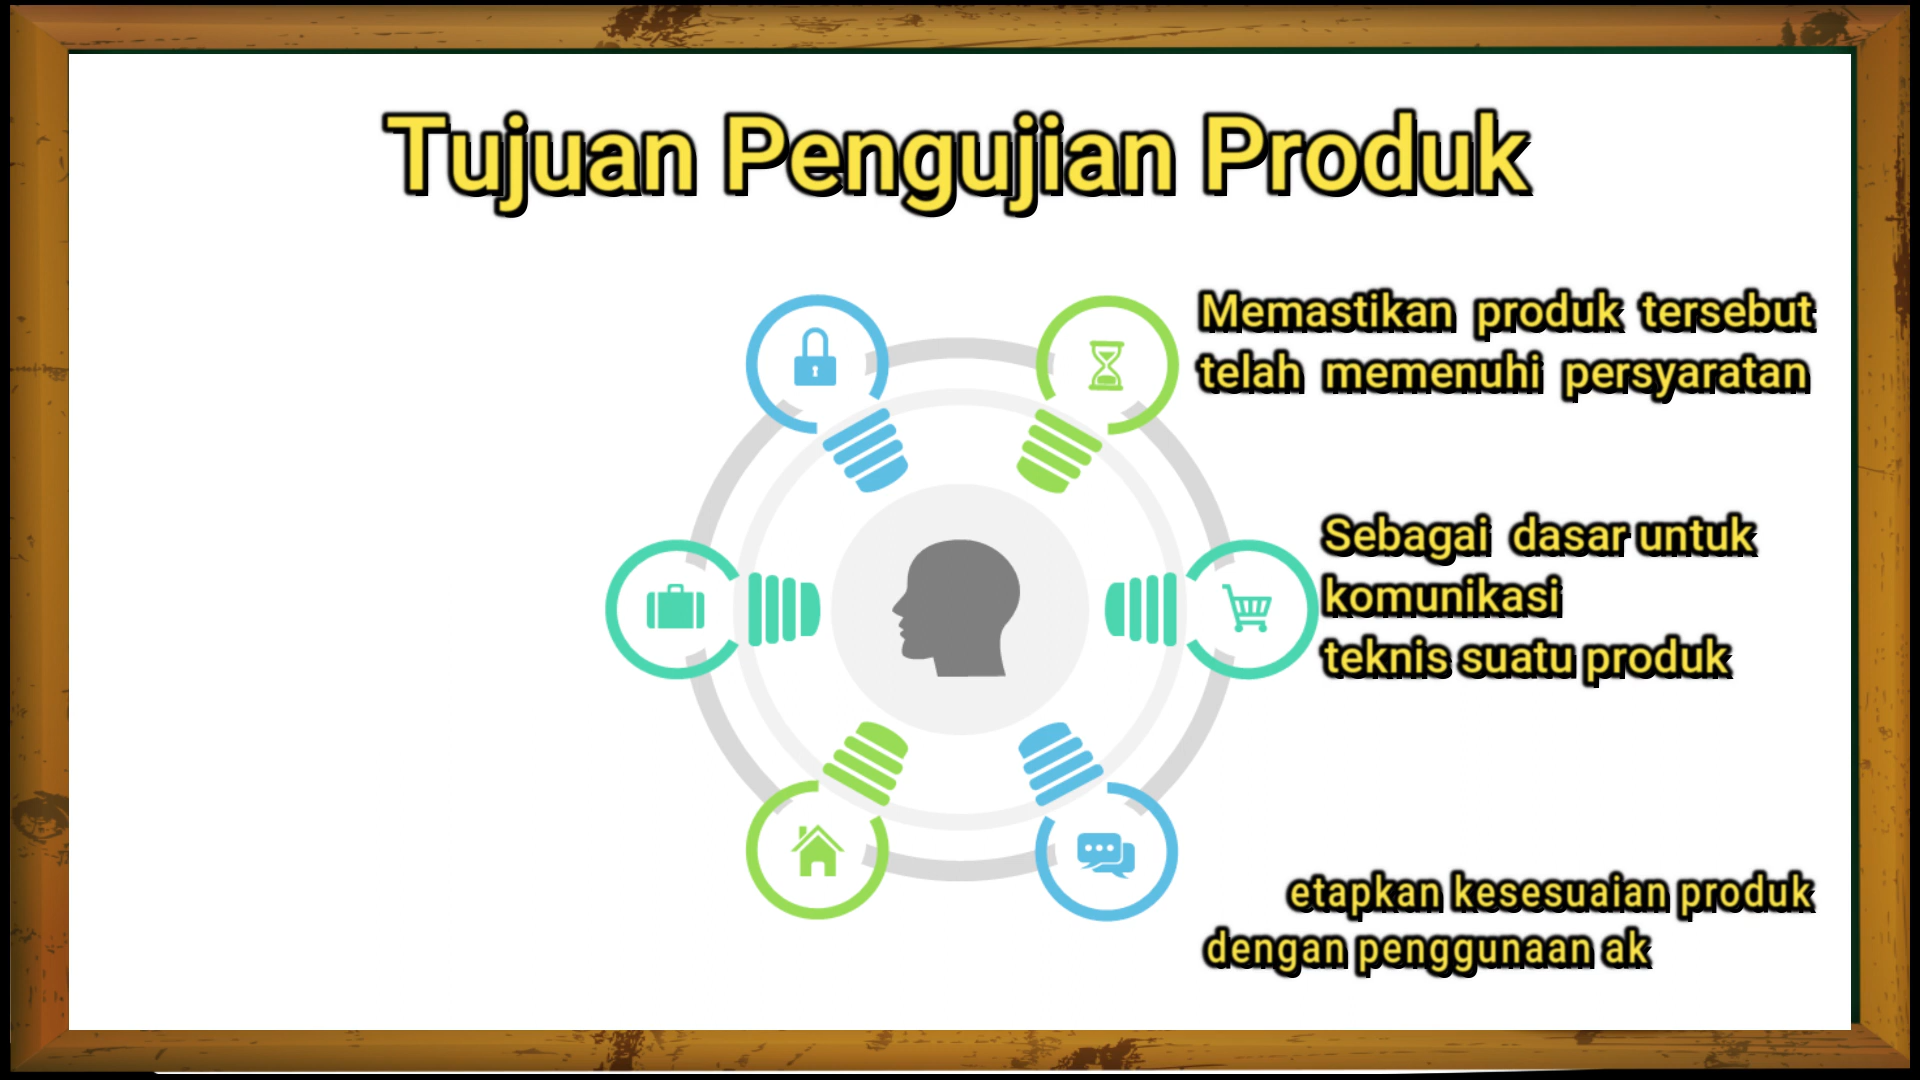 Tujuan Pengujian Produk
Memastikan produk tersebut
telah memenuhi persyaratan
Sebagai dasar untuk
komunikasi
teknis suatu produk
etapkan kesesuaian produk
dengan penggunaan ak